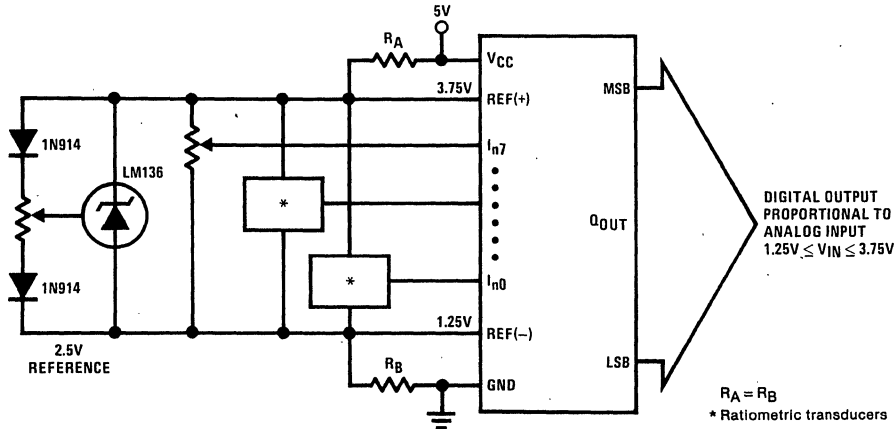 5V
RA
VCC
3.75V
REF(+)
MSB
1N914
LM136
In7
*
DIGITAL OUTPUT
PROPORTIONAL TO
ANALOG INPUT
1.25V ≤ VIN ≤ 3.75V
QOUT
*
In0
1N914
1.25V
REF(−)
2.5V
REFERENCE
RB
GND
LSB
RA = RB
* Ratiometric transducers